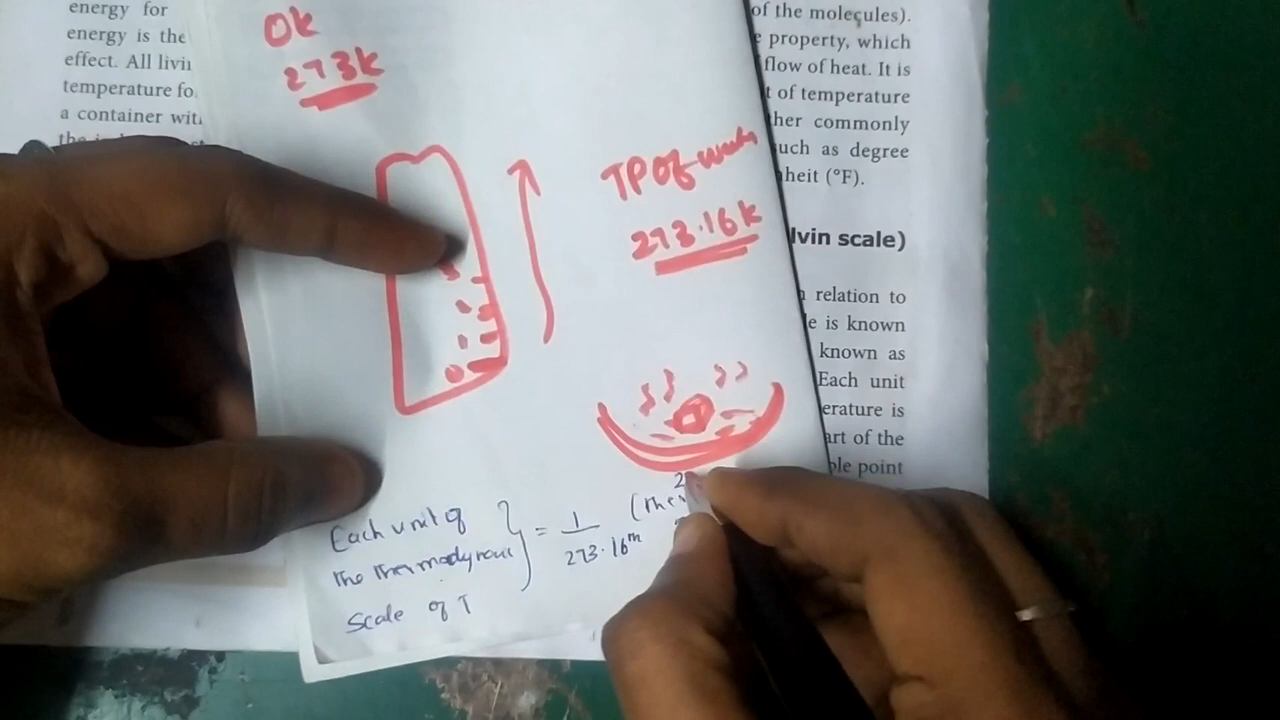 energy for
energy is the
effect. All livi
temperature fo
a container wit
0k
273k
TP Of
273.16k
of the molecules).
property, which
flow of heat. It is
t of temperature
her commonly
uch as degree
nheit (°F).
lvin scale)
relation to
e is known
known as
Each unit
erature is
art of the
ple point
Each unit of
the thermodynamic
Scale of T
} = 1
273.16th
(the
2